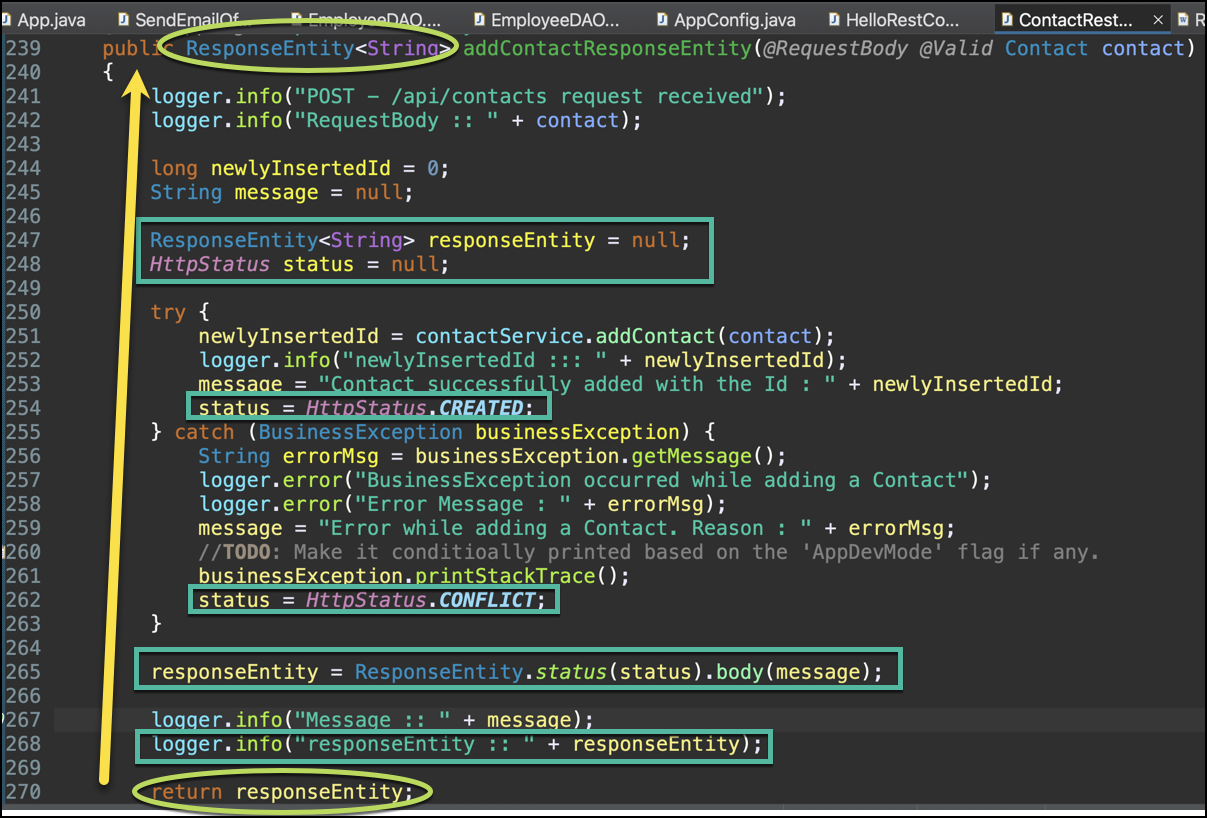 App.java SendEmailOf... EmployeeDAO.... EmployeeDAO... AppConfig.java HelloRestCo... ContactRest... × R
239 public ResponseEntity<String> addContactResponseEntity(@RequestBody @Valid Contact contact)
240 {
241 logger.info("POST - /api/contacts request received");
242 logger.info("RequestBody :: " + contact);
243
244 long newlyInsertedId = 0;
245 String message = null;
246
247 ResponseEntity<String> responseEntity = null;
248 HttpStatus status = null;
249
250 try {
251 newlyInsertedId = contactService.addContact(contact);
252 logger.info("newlyInsertedId ::: " + newlyInsertedId);
253 message = "Contact successfully added with the Id : " + newlyInsertedId;
254 status = HttpStatus.CREATED;
255 } catch (BusinessException businessException) {
256 String errorMsg = businessException.getMessage();
257 logger.error("BusinessException occurred while adding a Contact");
258 logger.error("Error Message : " + errorMsg);
259 message = "Error while adding a Contact. Reason : " + errorMsg;
260 //TODO: Make it conditioally printed based on the 'AppDevMode' flag if any.
261 businessException.printStackTrace();
262 status = HttpStatus.CONFLICT;
263 }
264
265 responseEntity = ResponseEntity.status(status).body(message);
266
267 logger.info("Message :: " + message);
268 logger.info("responseEntity :: " + responseEntity);
269
270 return responseEntity;